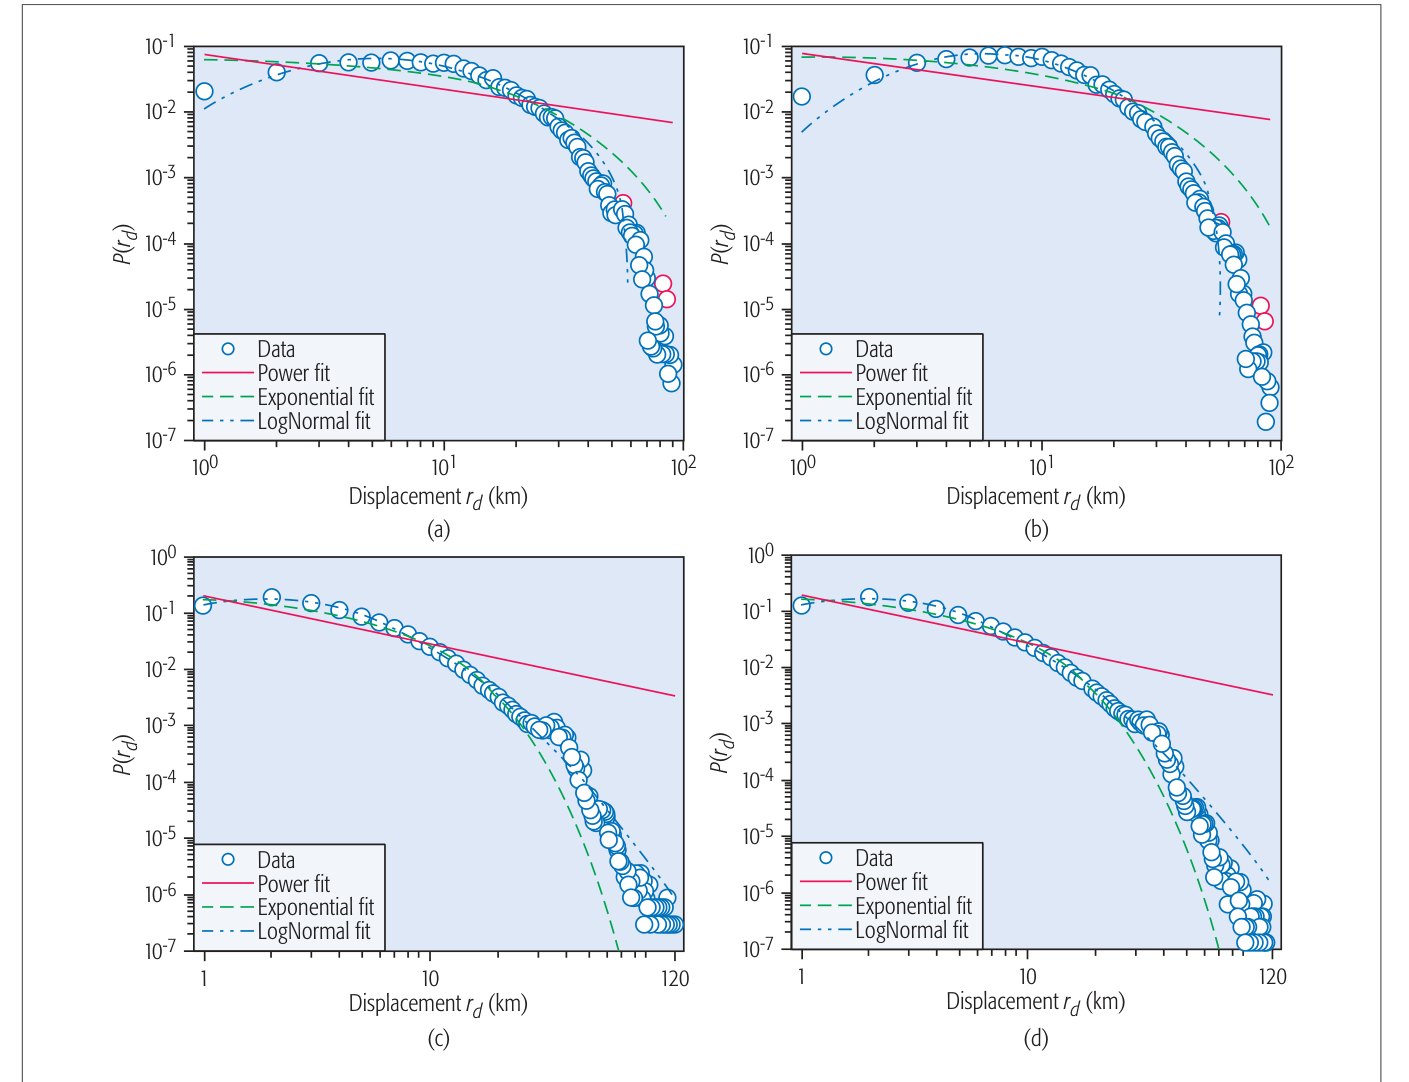 10-1
10-2
10-3
10-4
10-5
10-6
10-7
P(rd)
Data
Power fit
Exponential fit
LogNormal fit
100 101 102
Displacement rd (km)
(a)
10-1
10-2
10-3
10-4
10-5
10-6
10-7
P(rd)
Data
Power fit
Exponential fit
LogNormal fit
100 101 102
Displacement rd (km)
(b)
100
10-1
10-2
10-3
10-4
10-5
10-6
10-7
P(rd)
Data
Power fit
Exponential fit
LogNormal fit
1 10 120
Displacement rd (km)
(c)
100
10-1
10-2
10-3
10-4
10-5
10-6
10-7
P(rd)
Data
Power fit
Exponential fit
LogNormal fit
1 10 120
Displacement rd (km)
(d)